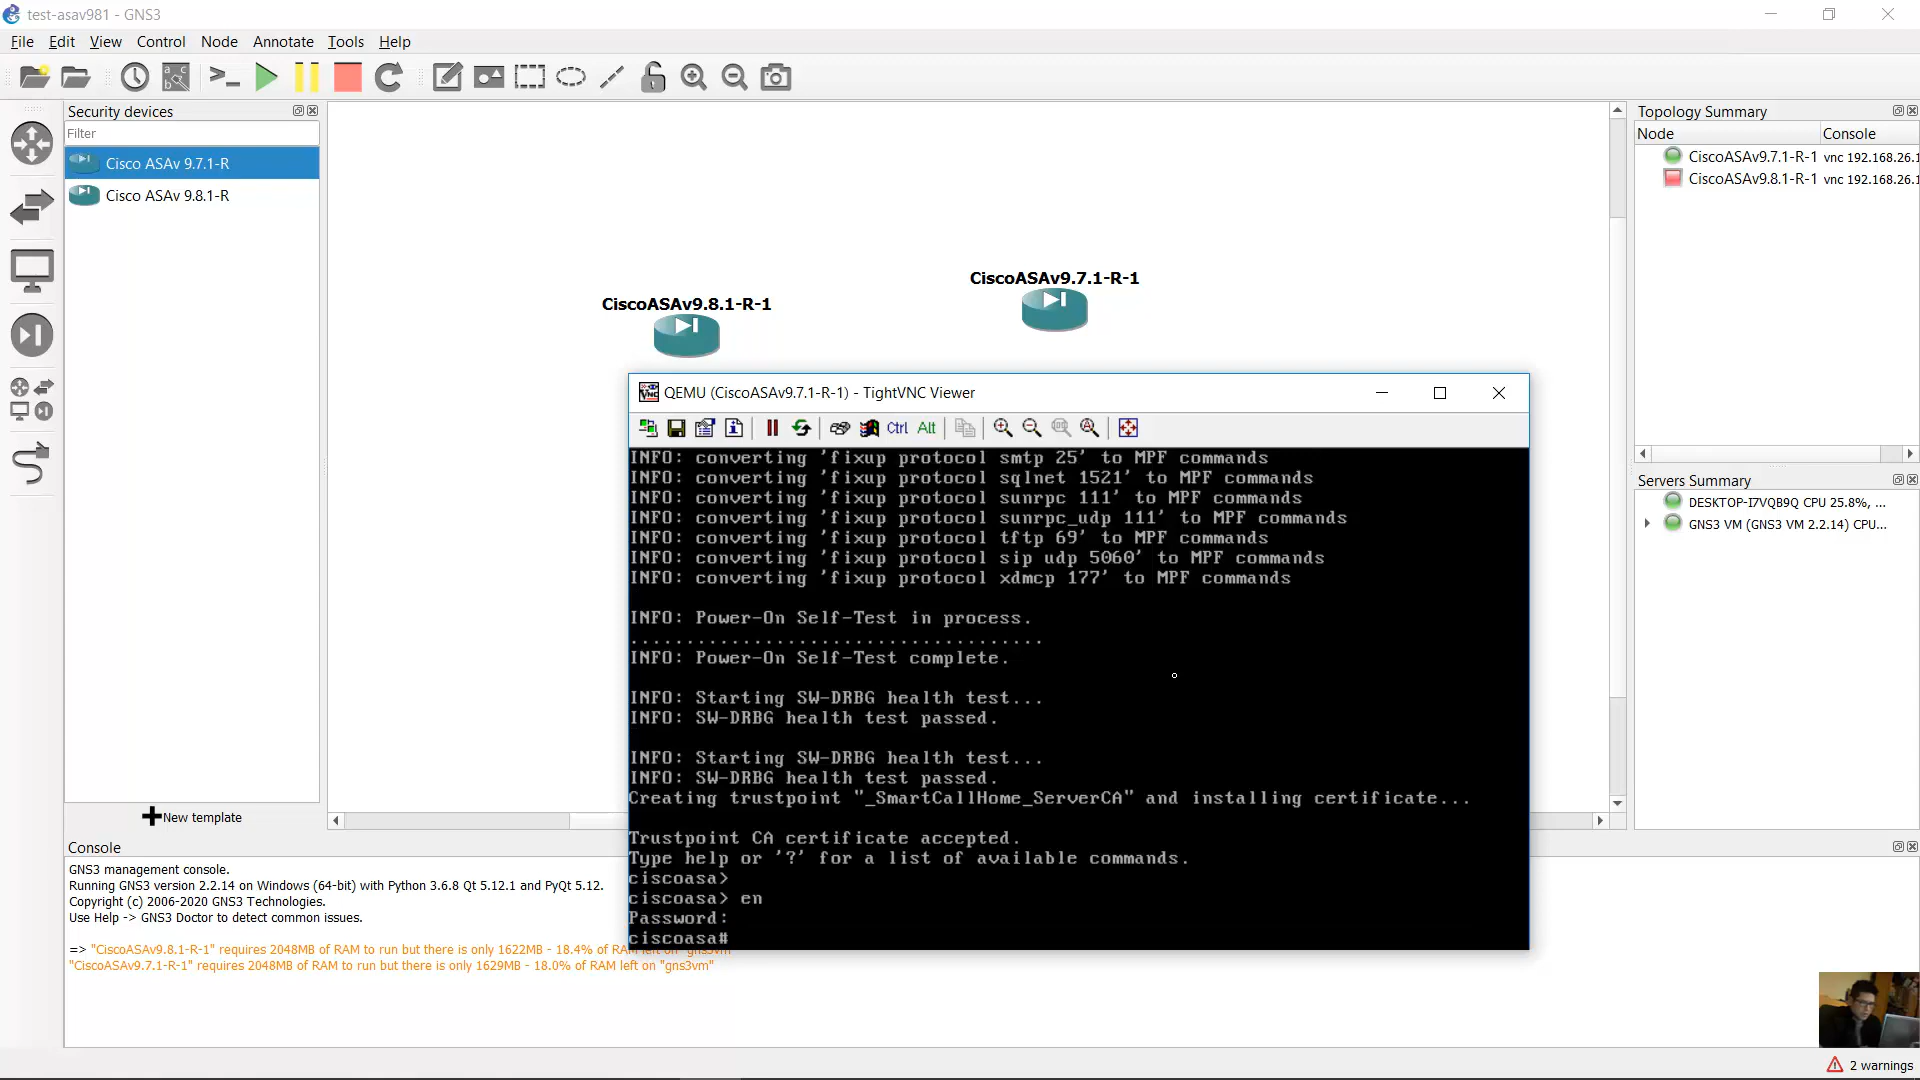 test-asav981 - GNS3
File Edit View Control Node Annotate Tools Help
Security devices
Filter
Cisco ASAv 9.7.1-R
Cisco ASAv 9.8.1-R
New template
CiscoASAv9.8.1-R-1
CiscoASAv9.7.1-R-1
Topology Summary
Node Console
CiscoASAv9.7.1-R-1 vnc 192.168.26.1
CiscoASAv9.8.1-R-1 vnc 192.168.26.1
Servers Summary
DESKTOP-I7VQB9Q CPU 25.8%, ...
GNS3 VM (GNS3 VM 2.2.14) CPU...
QEMU (CiscoASAv9.7.1-R-1) - TightVNC Viewer
Ctrl Alt
INFO: converting 'fixup protocol smtp 25' to MPF commands
INFO: converting 'fixup protocol sqlnet 1521' to MPF commands
INFO: converting 'fixup protocol sunrpc 111' to MPF commands
INFO: converting 'fixup protocol sunrpc_udp 111' to MPF commands
INFO: converting 'fixup protocol tftp 69' to MPF commands
INFO: converting 'fixup protocol sip udp 5060' to MPF commands
INFO: converting 'fixup protocol xdmcp 177' to MPF commands
INFO: Power-On Self-Test in process.
.....................................
INFO: Power-On Self-Test complete.
INFO: Starting SW-DRBG health test...
INFO: SW-DRBG health test passed.
INFO: Starting SW-DRBG health test...
INFO: SW-DRBG health test passed.
Creating trustpoint "_SmartCallHome_ServerCA" and installing certificate...
Trustpoint CA certificate accepted.
Type help or '?' for a list of available commands.
ciscoasa>
ciscoasa> en
Password:
ciscoasa#
Console
GNS3 management console.
Running GNS3 version 2.2.14 on Windows (64-bit) with Python 3.6.8 Qt 5.12.1 and PyQt 5.12.
Copyright (c) 2006-2020 GNS3 Technologies.
Use Help -> GNS3 Doctor to detect common issues.
=> "CiscoASAv9.8.1-R-1" requires 2048MB of RAM to run but there is only 1622MB - 18.4% of RAM left on "gns3vm"
"CiscoASAv9.7.1-R-1" requires 2048MB of RAM to run but there is only 1629MB - 18.0% of RAM left on "gns3vm"
2 warnings